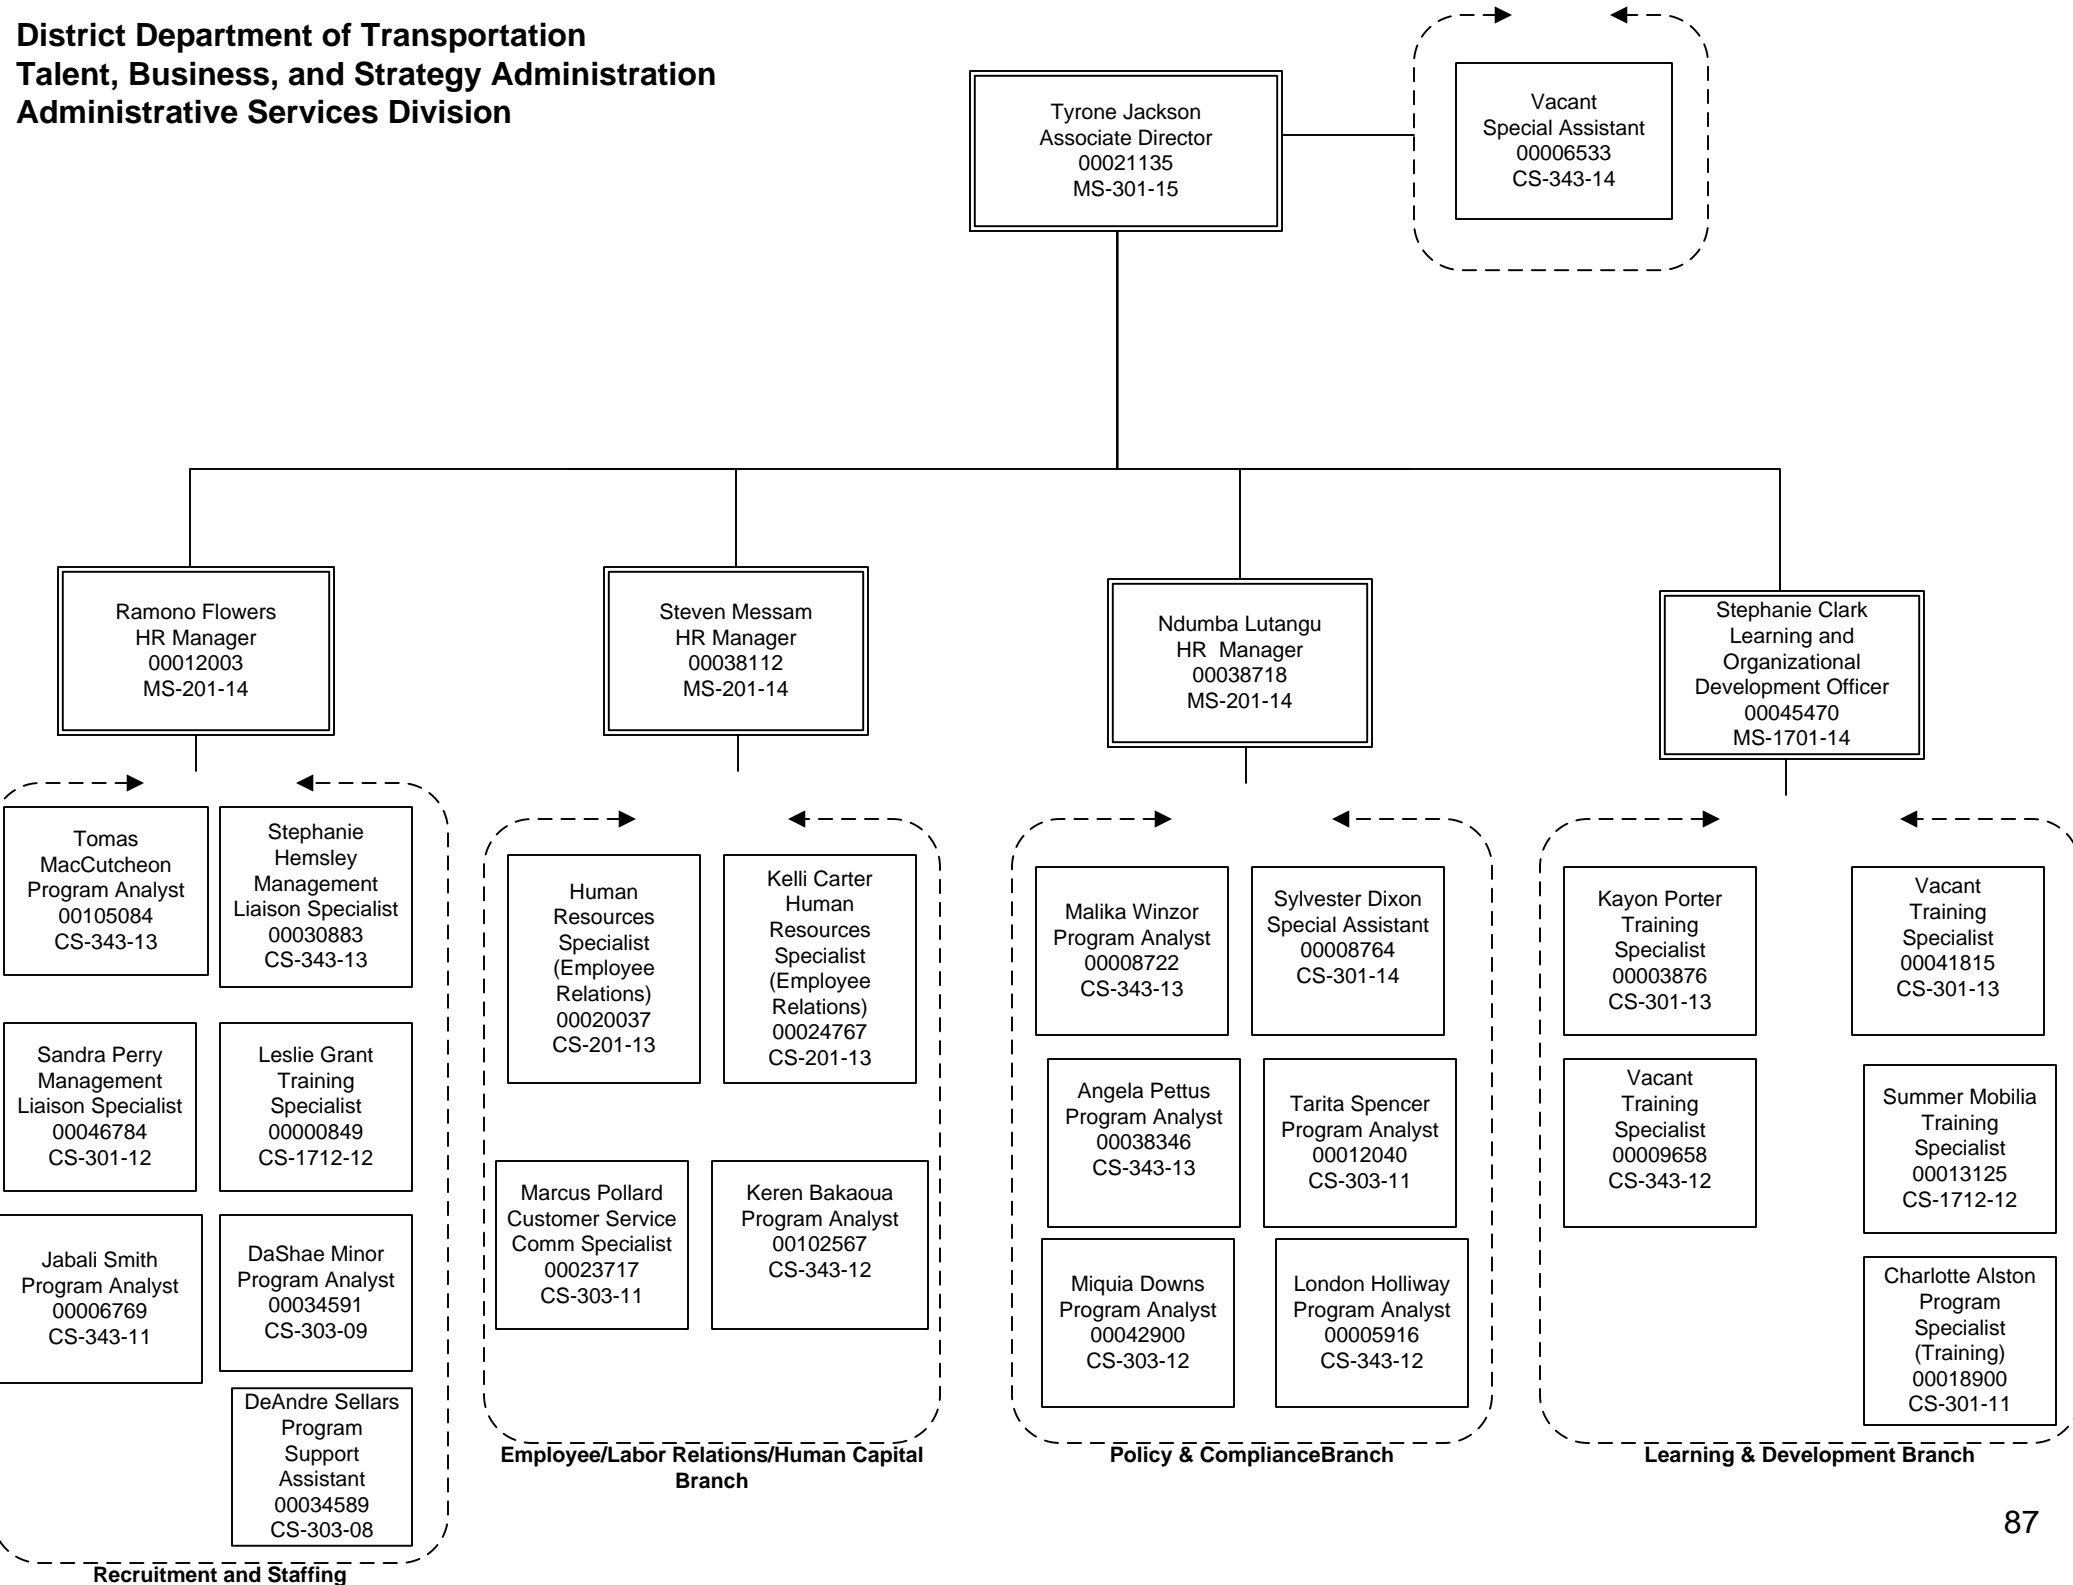 District Department of Transportation
Talent, Business, and Strategy Administration
Administrative Services Division
Tyrone Jackson
Associate Director
00021135
MS-301-15
Vacant
Special Assistant
00006533
CS-343-14
Ramono Flowers
HR Manager
00012003
MS-201-14
Steven Messam
HR Manager
00038112
MS-201-14
Ndumba Lutangu
HR  Manager
00038718
MS-201-14
Stephanie Clark
Learning and
Organizational
Development Officer
00045470
MS-1701-14
Tomas
MacCutcheon
Program Analyst
00105084
CS-343-13
Stephanie
Hemsley
Management
Liaison Specialist
00030883
CS-343-13
Sandra Perry
Management
Liaison Specialist
00046784
CS-301-12
Leslie Grant
Training
Specialist
00000849
CS-1712-12
Jabali Smith
Program Analyst
00006769
CS-343-11
DaShae Minor
Program Analyst
00034591
CS-303-09
DeAndre Sellars
Program
Support
Assistant
00034589
CS-303-08
Recruitment and Staffing
Human
Resources
Specialist
(Employee
Relations)
00020037
CS-201-13
Kelli Carter
Human
Resources
Specialist
(Employee
Relations)
00024767
CS-201-13
Marcus Pollard
Customer Service
Comm Specialist
00023717
CS-303-11
Keren Bakaoua
Program Analyst
00102567
CS-343-12
Employee/Labor Relations/Human Capital
Branch
Malika Winzor
Program Analyst
00008722
CS-343-13
Sylvester Dixon
Special Assistant
00008764
CS-301-14
Angela Pettus
Program Analyst
00038346
CS-343-13
Tarita Spencer
Program Analyst
00012040
CS-303-11
Miquia Downs
Program Analyst
00042900
CS-303-12
London Holliway
Program Analyst
00005916
CS-343-12
Policy & ComplianceBranch
Kayon Porter
Training
Specialist
00003876
CS-301-13
Vacant
Training
Specialist
00041815
CS-301-13
Vacant
Training
Specialist
00009658
CS-343-12
Summer Mobilia
Training
Specialist
00013125
CS-1712-12
Charlotte Alston
Program
Specialist
(Training)
00018900
CS-301-11
Learning & Development Branch
87